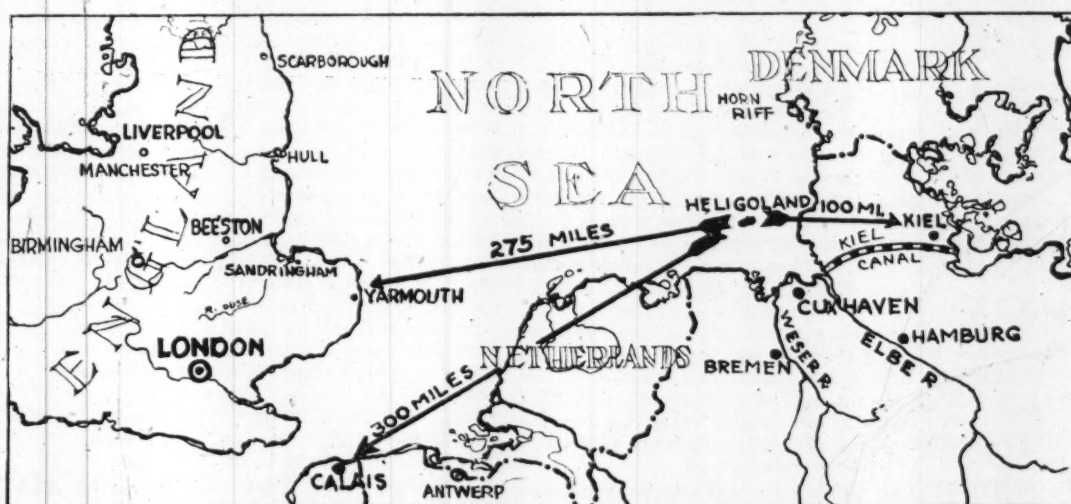 SCARBOROUGH
NORTH
SEA
DENMARK
HORN
RIFF
LIVERPOOL
MANCHESTER
HULL
ENGLAND
BIRMINGHAM
BEESTON
SANDRINGHAM
R. OUSE
YARMOUTH
LONDON
275 MILES
HELIGOLAND
100 ML.
KIEL
KIEL
CANAL
CUXHAVEN
HAMBURG
NETHERLANDS
BREMEN
WESER R
ELBE R
300 MILES
CALAIS
ANTWERP